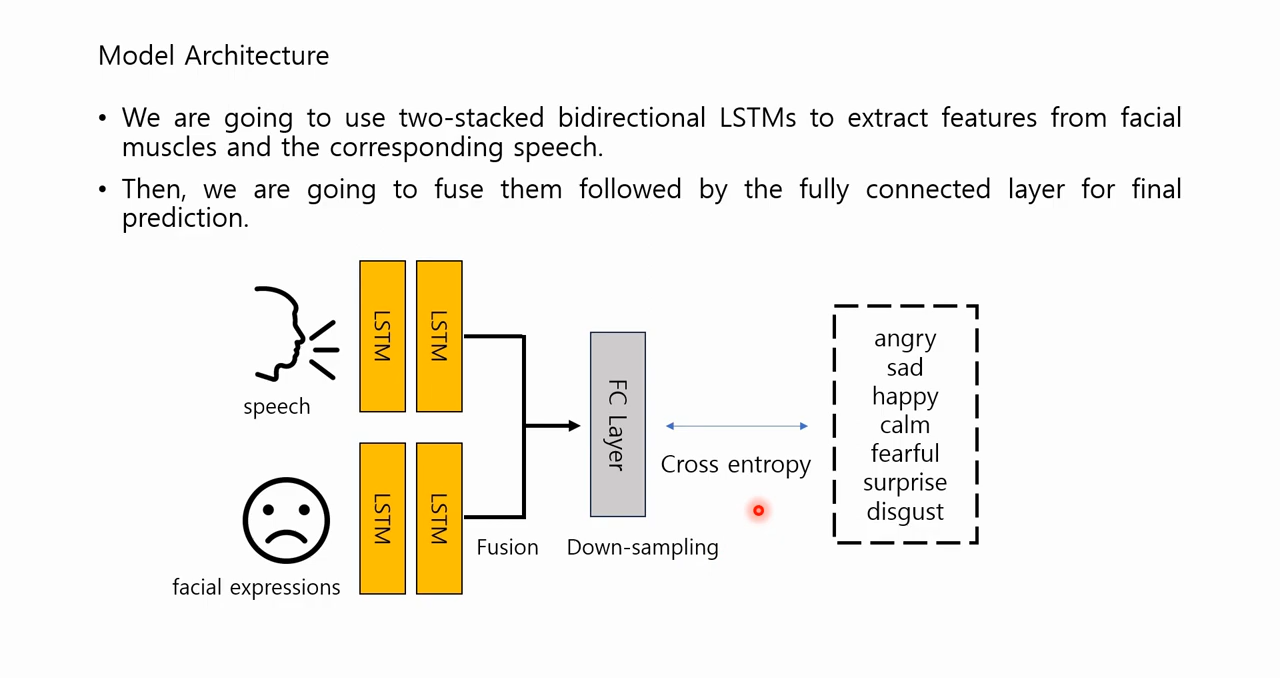 Model Architecture
• We are going to use two-stacked bidirectional LSTMs to extract features from facial
muscles and the corresponding speech.
• Then, we are going to fuse them followed by the fully connected layer for final
prediction.
LSTM
LSTM
speech
LSTM
LSTM
facial expressions
Fusion
FC Layer
Down-sampling
Cross entropy
angry
sad
happy
calm
fearful
surprise
disgust